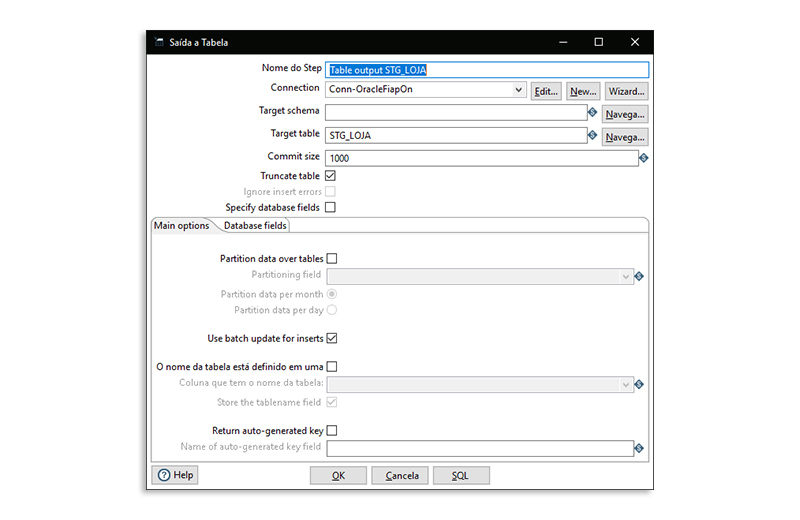 Saída a Tabela
Nome do Step Table output STG_LOJA
Connection Conn-OracleFiapOn Edit... New... Wizard...
Target schema Navega...
Target table STG_LOJA Navega...
Commit size 1000
Truncate table
Ignore insert errors
Specify database fields
Main options Database fields
Partition data over tables
Partitioning field
Partition data per month
Partition data per day
Use batch update for inserts
O nome da tabela está definido em uma
Coluna que tem o nome da tabela:
Store the tablename field
Return auto-generated key
Name of auto-generated key field
Help OK Cancela SQL